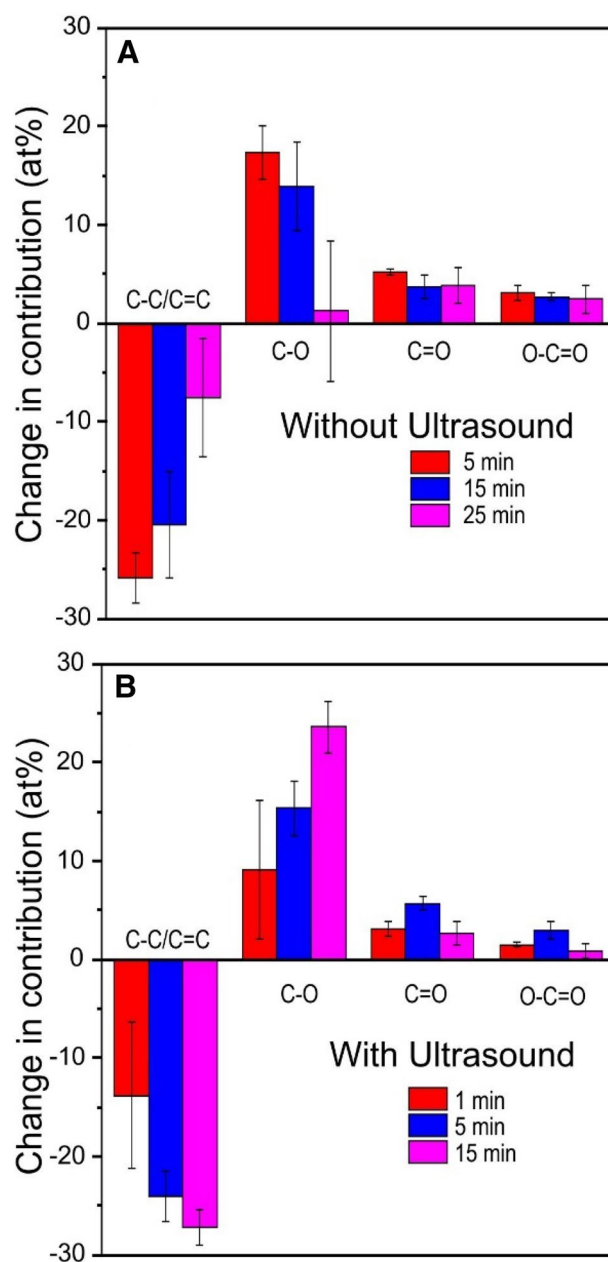 A
Change in contribution (at%)
30
20
10
0
-10
-20
-30
C-C/C=C
C-O
C=O
O-C=O
Without Ultrasound
5 min
15 min
25 min
B
Change in contribution (at%)
30
20
10
0
-10
-20
-30
C-C/C=C
C-O
C=O
O-C=O
With Ultrasound
1 min
5 min
15 min